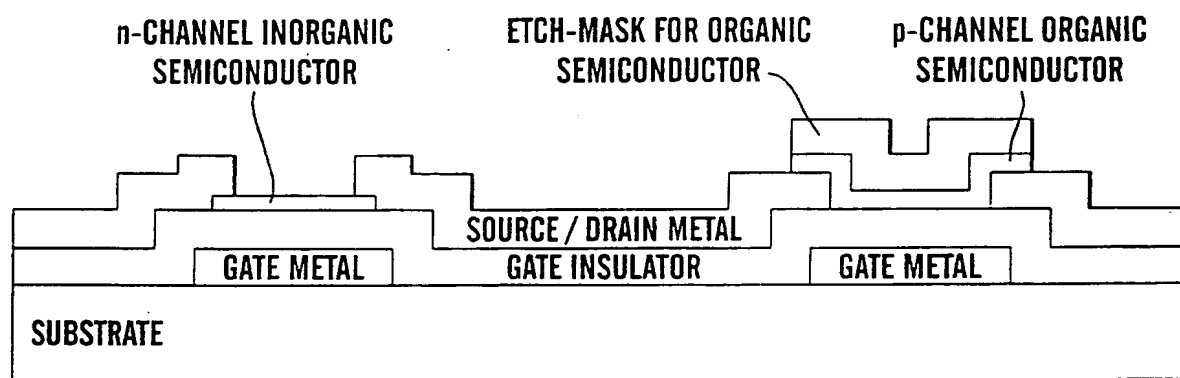 n-CHANNEL INORGANIC
SEMICONDUCTOR
ETCH-MASK FOR ORGANIC
SEMICONDUCTOR
p-CHANNEL ORGANIC
SEMICONDUCTOR
SOURCE / DRAIN METAL
GATE METAL
GATE INSULATOR
GATE METAL
SUBSTRATE